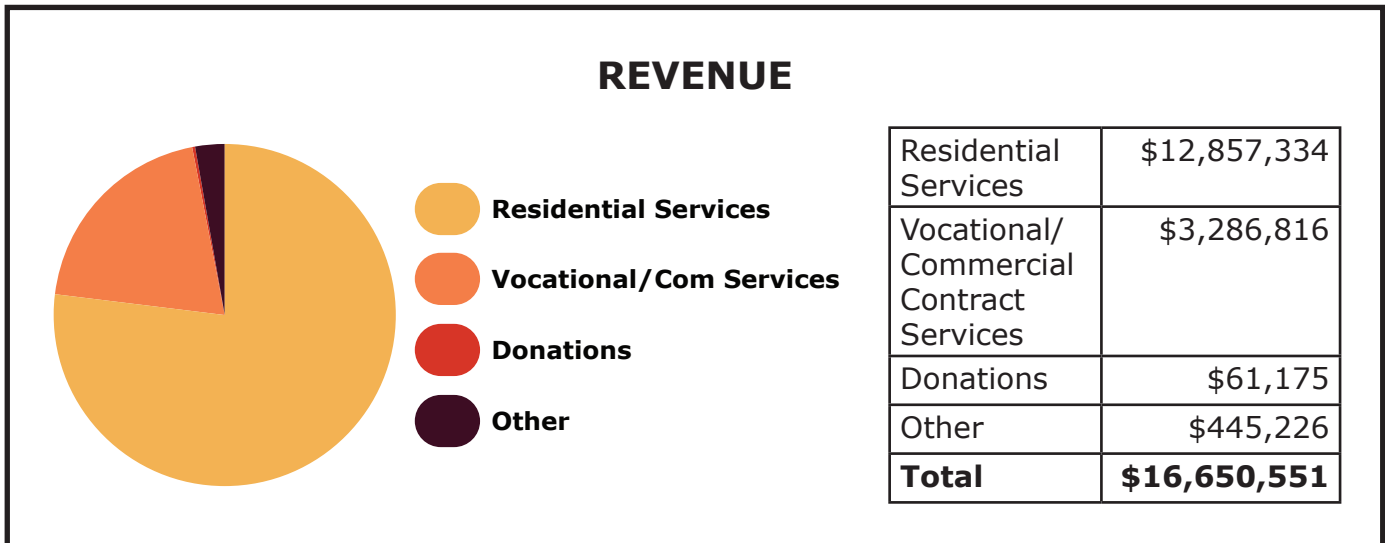 REVENUE
Residential Services
Vocational/Com Services
Donations
Other
Residential
Services
$12,857,334
Vocational/
Commercial
Contract
Services
$3,286,816
Donations
$61,175
Other
$445,226
Total
$16,650,551